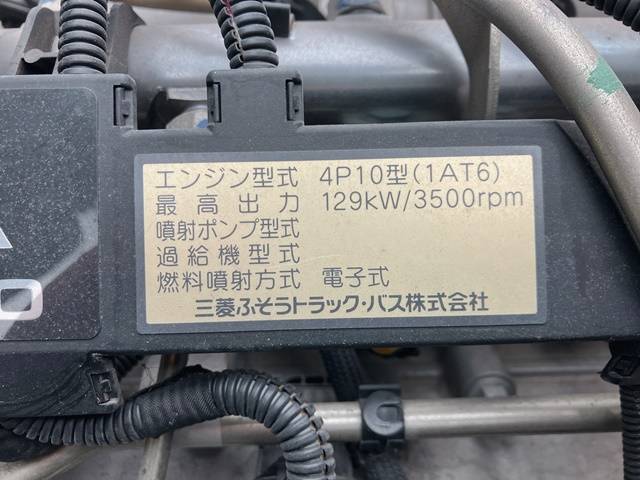 エンジン型式 4P10型(1AT6)
最高出力 129kW/3500rpm
噴射ポンプ型式
過給機型式
燃料噴射方式 電子式
三菱ふそうトラック・バス株式会社